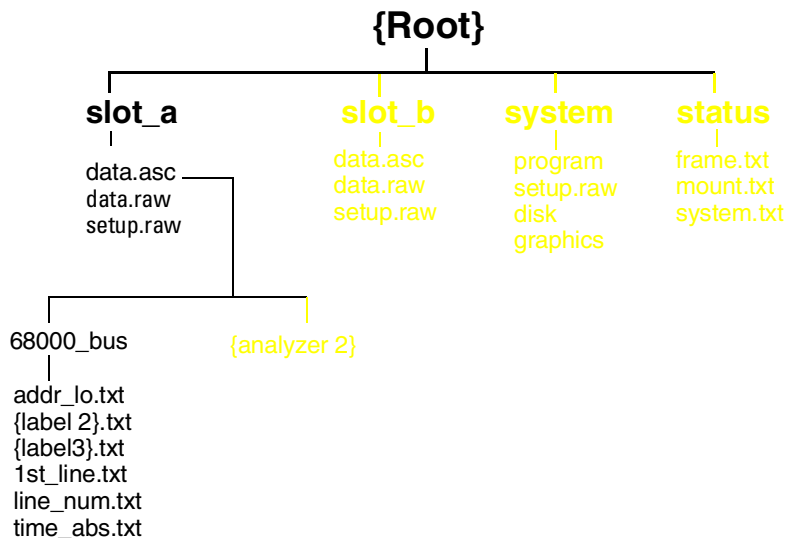 {Root}
slot_a slot_b system status
data.asc
data.raw
setup.raw
data.asc
data.raw
setup.raw
program
setup.raw
disk
graphics
frame.txt
mount.txt
system.txt
68000_bus
{analyzer 2}
addr_lo.txt
{label 2}.txt
{label3}.txt
1st_line.txt
line_num.txt
time_abs.txt